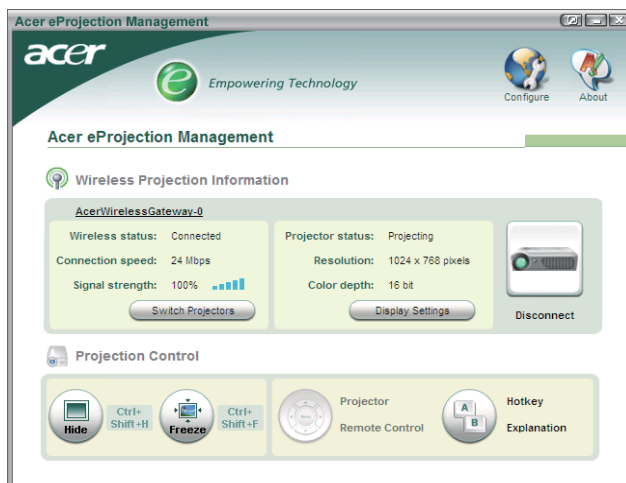 Acer eProjection Management
acer
e Empowering Technology
Configure About
Acer eProjection Management
Wireless Projection Information
AcerWirelessGateway-0
Wireless status: Connected
Connection speed: 24 Mbps
Signal strength: 100%
Switch Projectors
Projector status: Projecting
Resolution: 1024 x 768 pixels
Color depth: 16 bit
Display Settings
Disconnect
Projection Control
Hide
Ctrl+
Shift+H
Freeze
Ctrl+
Shift+F
Menu
Projector
Remote Control
A
B
Hotkey
Explanation